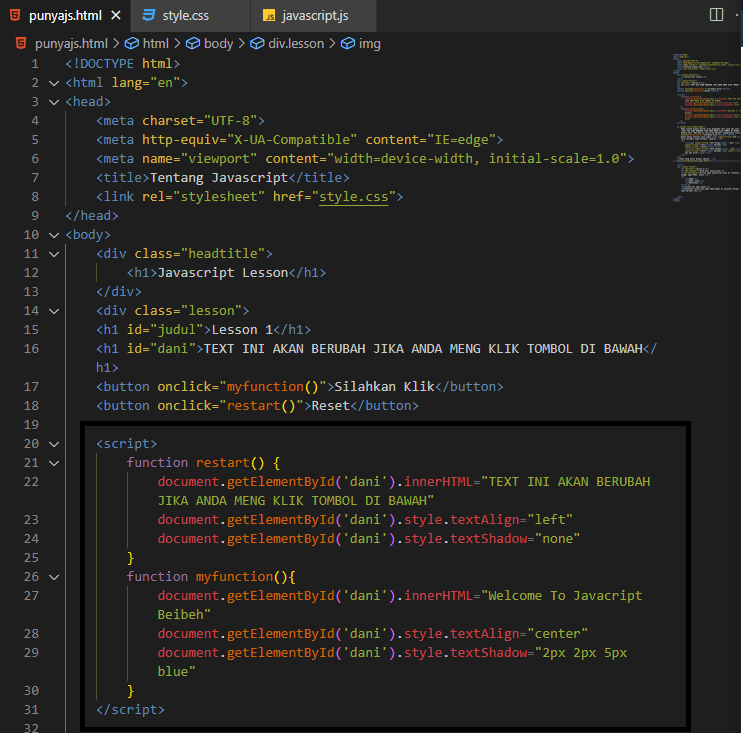 punyajs.html × style.css JS javascript.js
punyajs.html > html > body > div.lesson > img
1 <!DOCTYPE html>
2 <html lang="en">
3 <head>
4 <meta charset="UTF-8">
5 <meta http-equiv="X-UA-Compatible" content="IE=edge">
6 <meta name="viewport" content="width=device-width, initial-scale=1.0">
7 <title>Tentang Javascript</title>
8 <link rel="stylesheet" href="style.css">
9 </head>
10 <body>
11 <div class="headtitle">
12 <h1>Javascript Lesson</h1>
13 </div>
14 <div class="lesson">
15 <h1 id="judul">Lesson 1</h1>
16 <h1 id="dani">TEXT INI AKAN BERUBAH JIKA ANDA MENG KLIK TOMBOL DI BAWAH</
h1>
17 <button onclick="myfunction()">Silahkan Klik</button>
18 <button onclick="restart()">Reset</button>
19
20 <script>
21 function restart() {
22 document.getElementById('dani').innerHTML="TEXT INI AKAN BERUBAH
JIKA ANDA MENG KLIK TOMBOL DI BAWAH"
23 document.getElementById('dani').style.textAlign="left"
24 document.getElementById('dani').style.textShadow="none"
25 }
26 function myfunction(){
27 document.getElementById('dani').innerHTML="Welcome To Javacript
Beibeh"
28 document.getElementById('dani').style.textAlign="center"
29 document.getElementById('dani').style.textShadow="2px 2px 5px
blue"
30 }
31 </script>
32